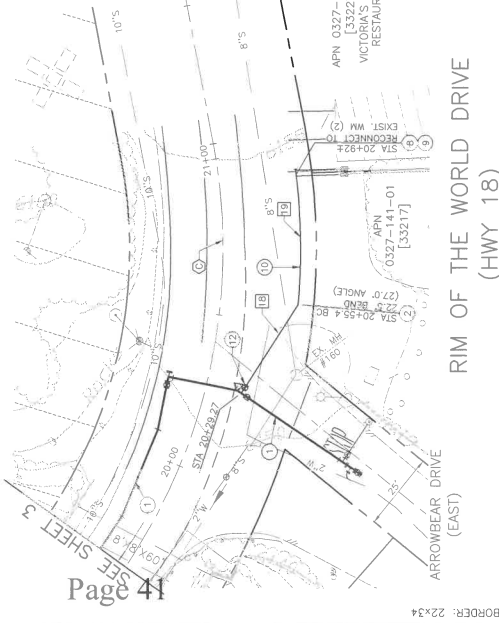 10"S
8"S
APN 0327-
[3322
VICTORIA'S
RESTAUR
21+00
10"S
STA 20+92±
RECONNECT TO
EXIST. WM (2)
8
9
C
8"S
19
APN
0327-141-01
[33217]
RIM OF THE WORLD DRIVE
(HWY 18)
10
18
STA 20+55.4 BC
22.5° BEND
(27.0' ANGLE)
2
12
EX. MH
#160
10"S
STA 20+29.27
20+00
1
1
8"S
2"W
2"W
25'
10"S
SEE SHEET 3
ARROWBEAR DRIVE
(EAST)
Page 41
BORDER: 22x34